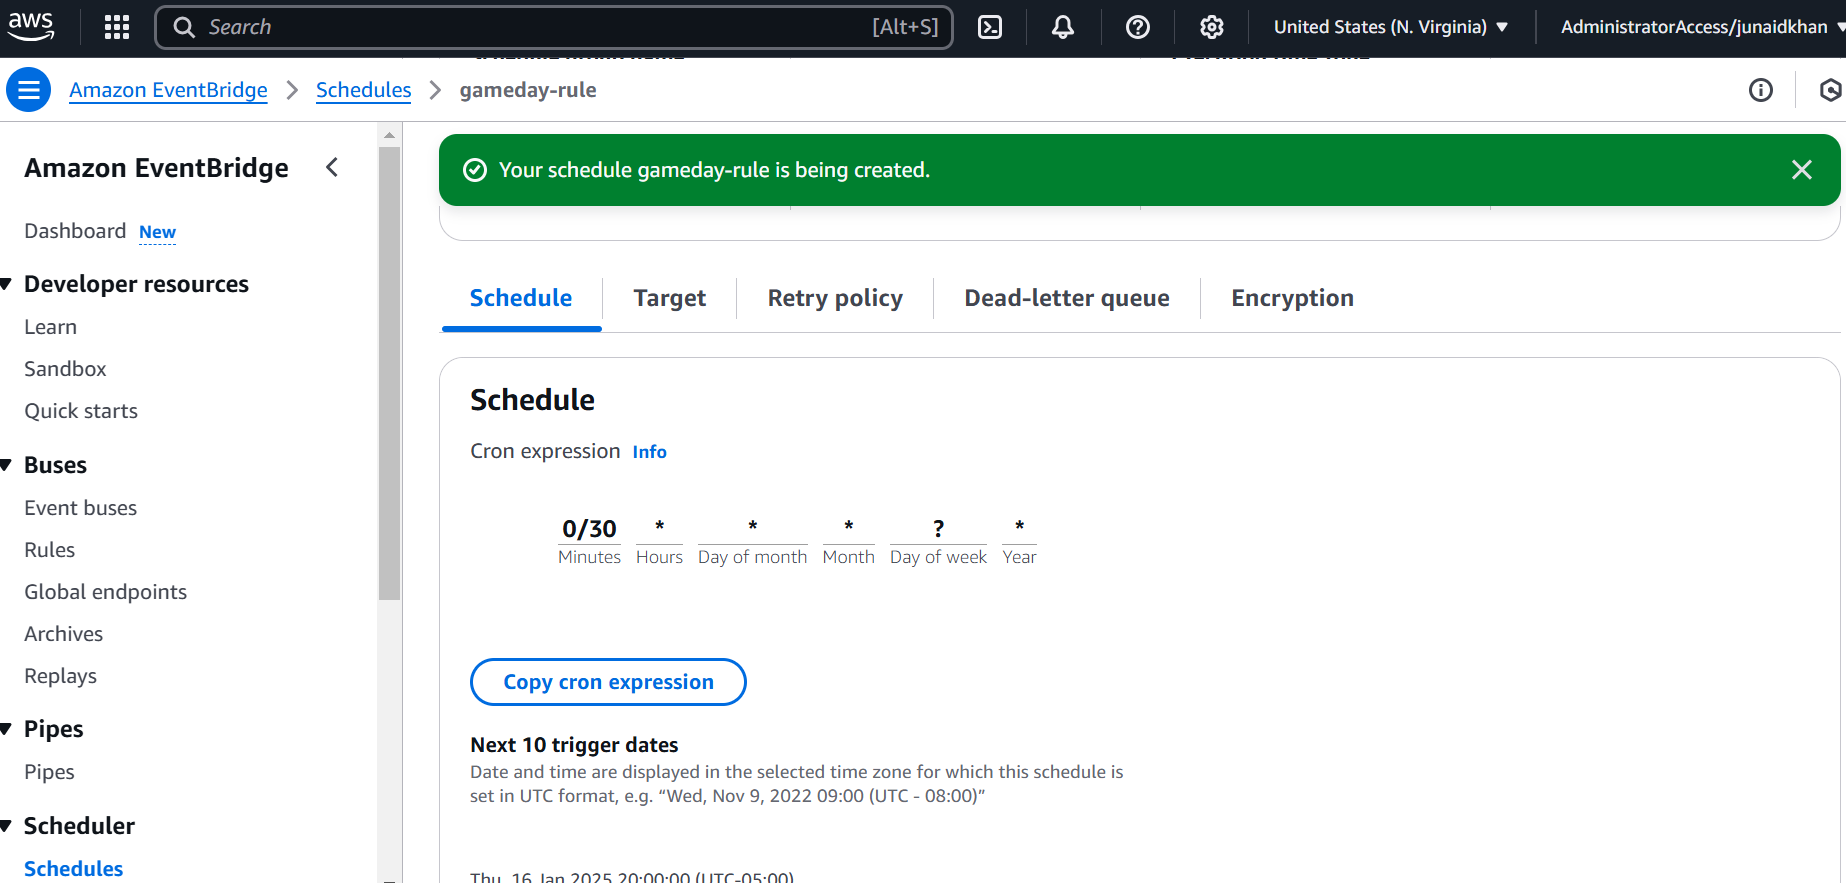 aws
Search [Alt+S]
United States (N. Virginia)
AdministratorAccess/junaidkhan
Amazon EventBridge
Schedules
gameday-rule
Amazon EventBridge
Dashboard New
Developer resources
Learn
Sandbox
Quick starts
Buses
Event buses
Rules
Global endpoints
Archives
Replays
Pipes
Pipes
Scheduler
Schedules
Your schedule gameday-rule is being created.
Schedule
Target
Retry policy
Dead-letter queue
Encryption
Schedule
Cron expression Info
0/30 * * * ? *
Minutes Hours Day of month Month Day of week Year
Copy cron expression
Next 10 trigger dates
Date and time are displayed in the selected time zone for which this schedule is
set in UTC format, e.g. “Wed, Nov 9, 2022 09:00 (UTC - 08:00)”
Thu, 16 Jan 2025 20:00:00 (UTC-05:00)